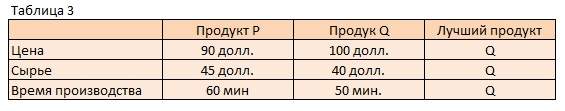 Таблица 3
Продукт P Продук Q Лучший продукт
Цена 90 долл. 100 долл. Q
Сырье 45 долл. 40 долл. Q
Время производства 60 мин 50 мин. Q